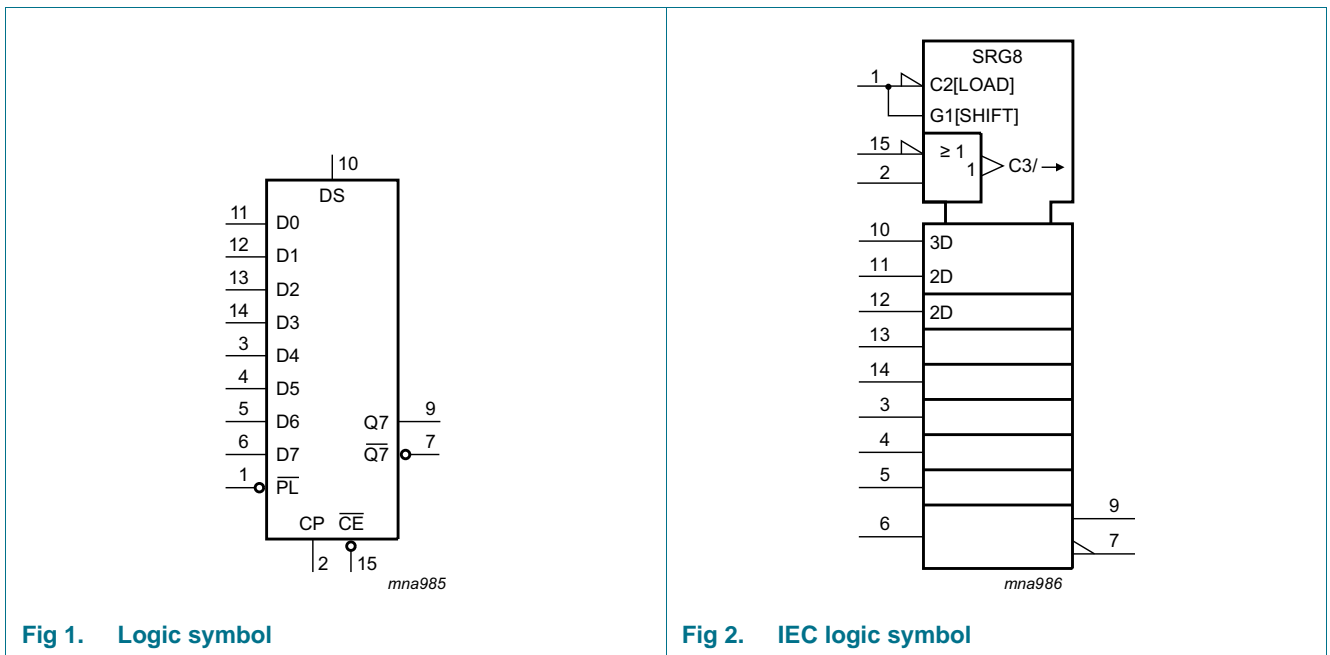 10
DS
11 D0
12 D1
13 D2
14 D3
3 D4
4 D5
5 D6 Q7 9
6 D7 Q7 7
1 PL
CP CE
2 15
mna985
Fig 1. Logic symbol
SRG8
1 C2[LOAD]
G1[SHIFT]
15 ≥ 1
2 1 C3/ →
10 3D
11 2D
12 2D
13
14
3
4
5
9
6 7
mna986
Fig 2. IEC logic symbol